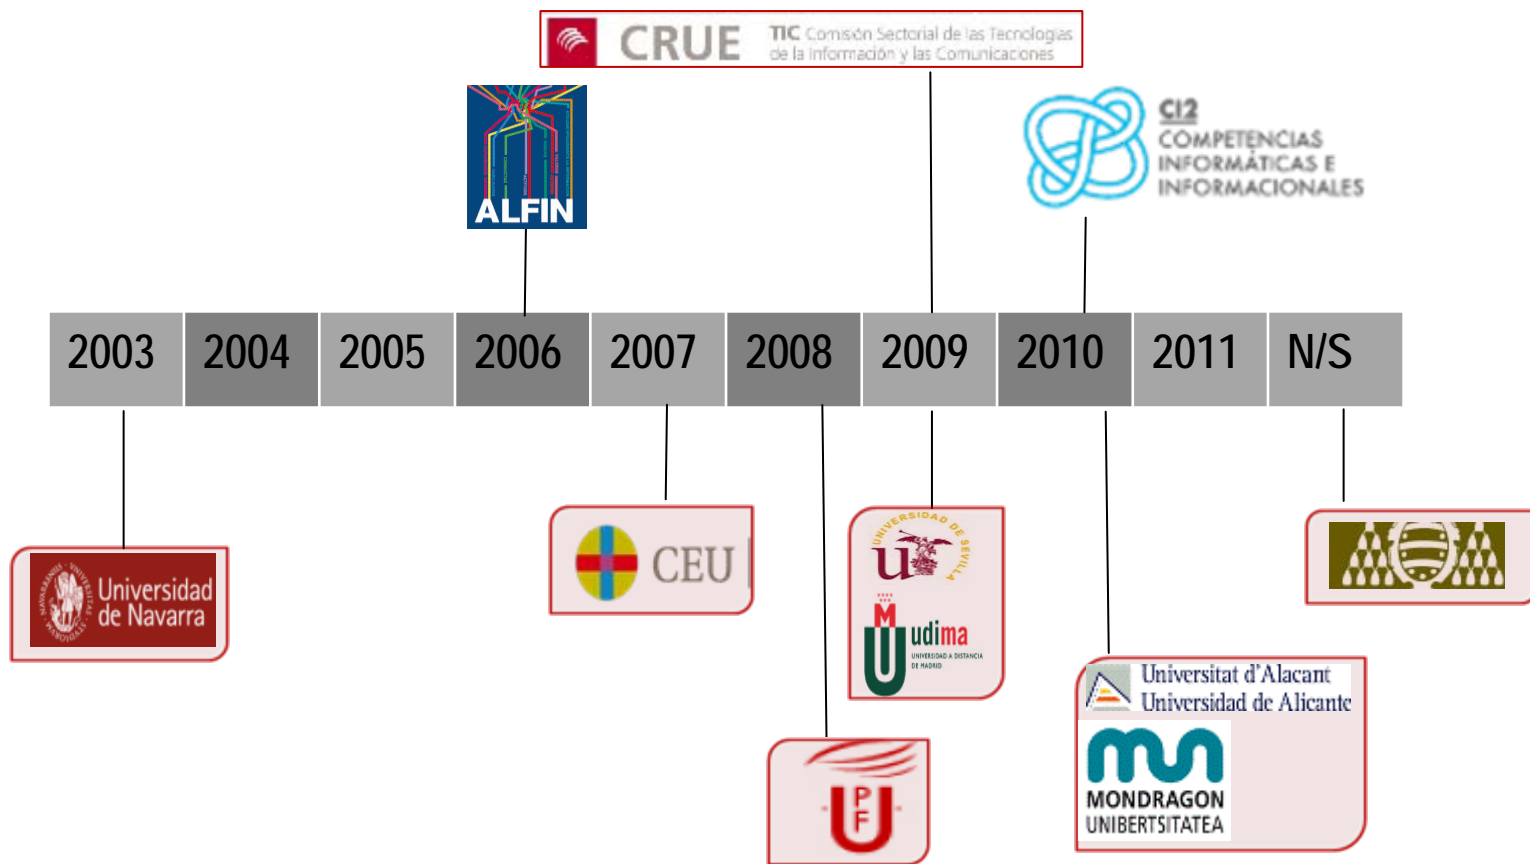 CRUE
TIC Comisión Sectorial de las Tecnologías
de la Información y las Comunicaciones
ALFIN
CI2
COMPETENCIAS
INFORMÁTICAS E
INFORMACIONALES
2003 2004 2005 2006 2007 2008 2009 2010 2011 N/S
Universidad
de Navarra
CEU
UNIVERSIDAD DE SEVILLA
U
udima
UNIVERSIDAD A DISTANCIA
DE MADRID
UPF
Universitat d'Alacant
Universidad de Alicante
MONDRAGON
UNIBERTSITATEA